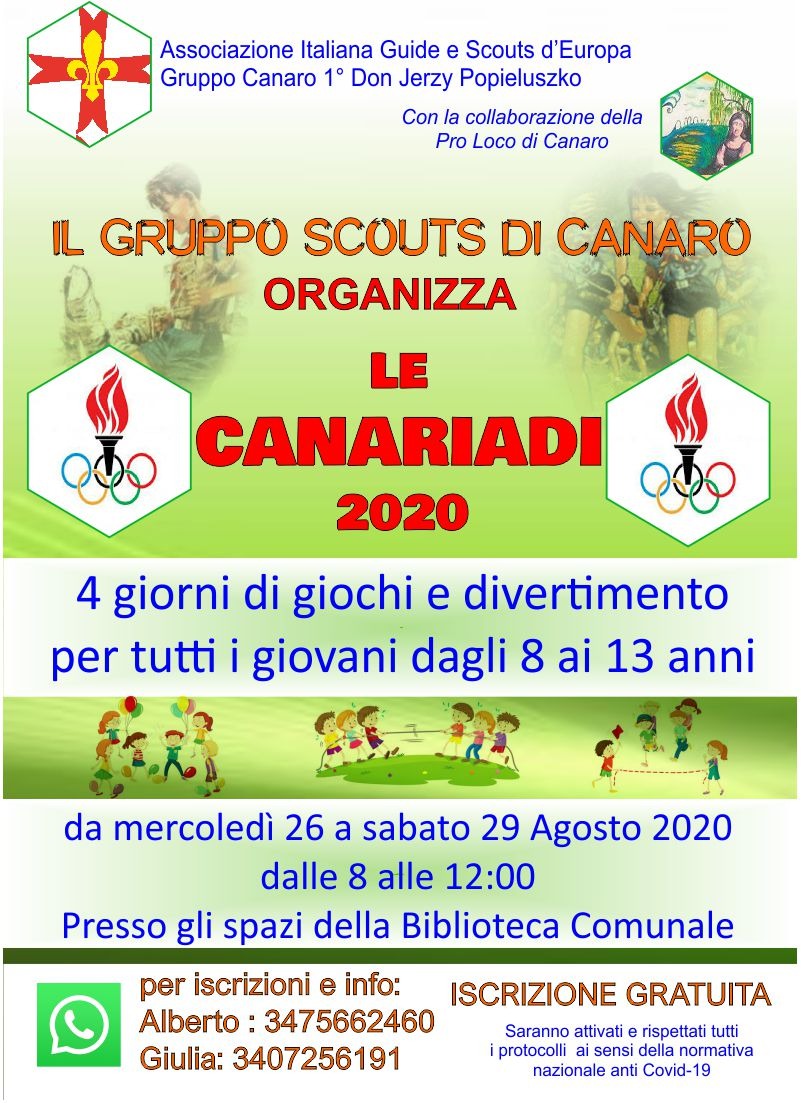 Associazione Italiana Guide e Scouts d'Europa
Gruppo Canaro 1° Don Jerzy Popieluszko
Con la collaborazione della
Pro Loco di Canaro
IL GRUPPO SCOUTS DI CANARO
ORGANIZZA
LE
CANARIADI
2020
4 giorni di giochi e divertimento
per tutti i giovani dagli 8 ai 13 anni
da mercoledì 26 a sabato 29 Agosto 2020
dalle 8 alle 12:00
Presso gli spazi della Biblioteca Comunale
per iscrizioni e info:
Alberto : 3475662460
Giulia: 3407256191
ISCRIZIONE GRATUITA
Saranno attivati e rispettati tutti
i protocolli ai sensi della normativa
nazionale anti Covid-19